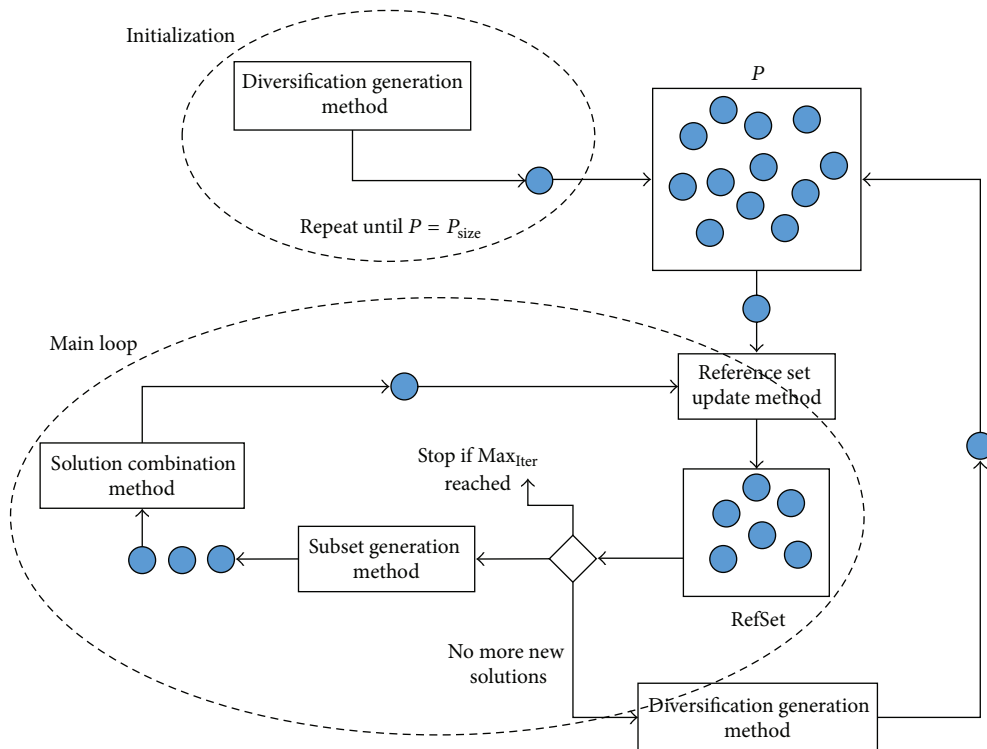 Initialization
Diversification generation
method
Repeat until P = P_size
P
Main loop
Reference set
update method
Solution combination
method
Stop if Max_Iter
reached
Subset generation
method
RefSet
No more new
solutions
Diversification generation
method